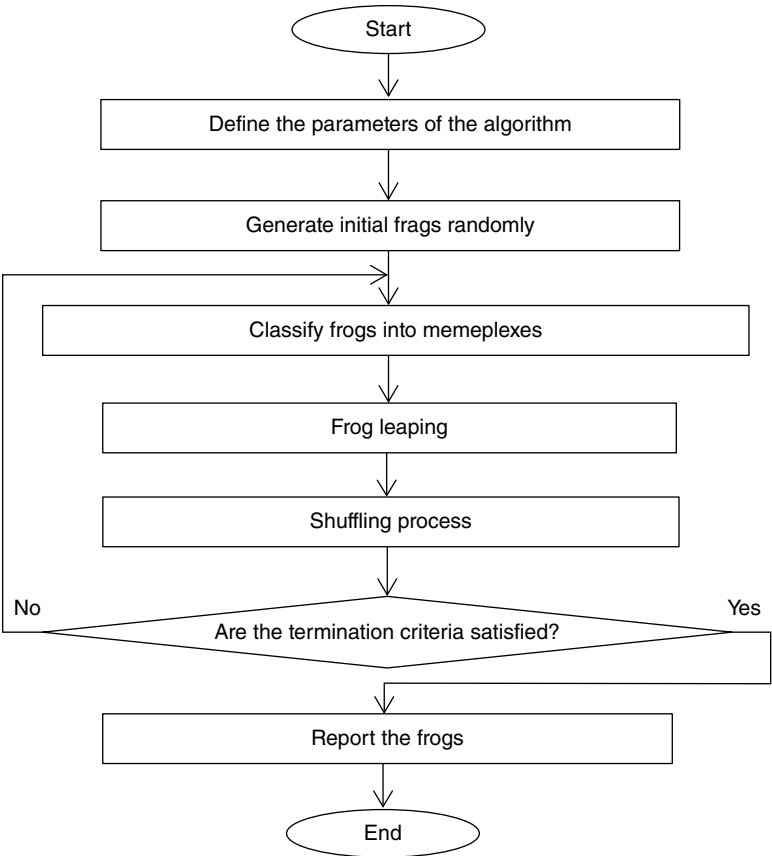 Start
Define the parameters of the algorithm
Generate initial frags randomly
Classify frogs into memeplexes
Frog leaping
Shuffling process
No
Yes
Are the termination criteria satisfied?
Report the frogs
End